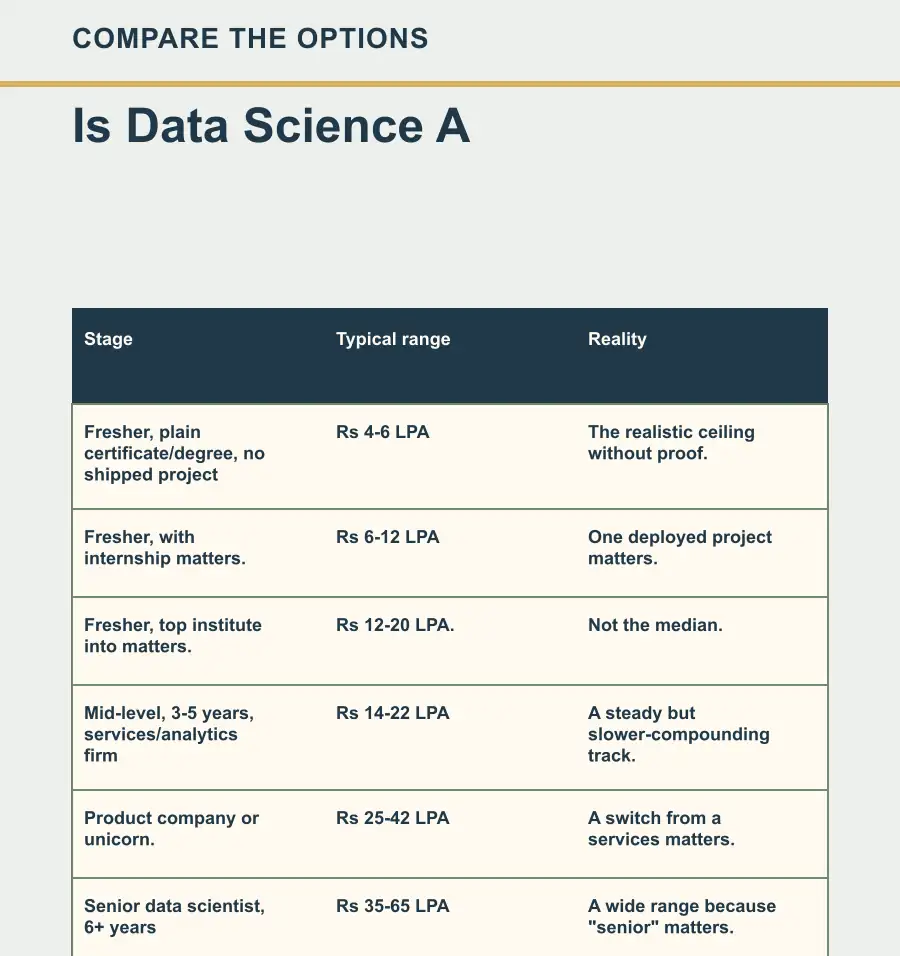 COMPARE THE OPTIONS
Is Data Science A
Stage
Typical range
Reality
Fresher, plain
certificate/degree, no
shipped project
Rs 4-6 LPA
The realistic ceiling
without proof.
Fresher, with
internship matters.
Rs 6-12 LPA
One deployed project
matters.
Fresher, top institute
into matters.
Rs 12-20 LPA.
Not the median.
Mid-level, 3-5 years,
services/analytics
firm
Rs 14-22 LPA
A steady but
slower-compounding
track.
Product company or
unicorn.
Rs 25-42 LPA
A switch from a
services matters.
Senior data scientist,
6+ years
Rs 35-65 LPA
A wide range because
"senior" matters.